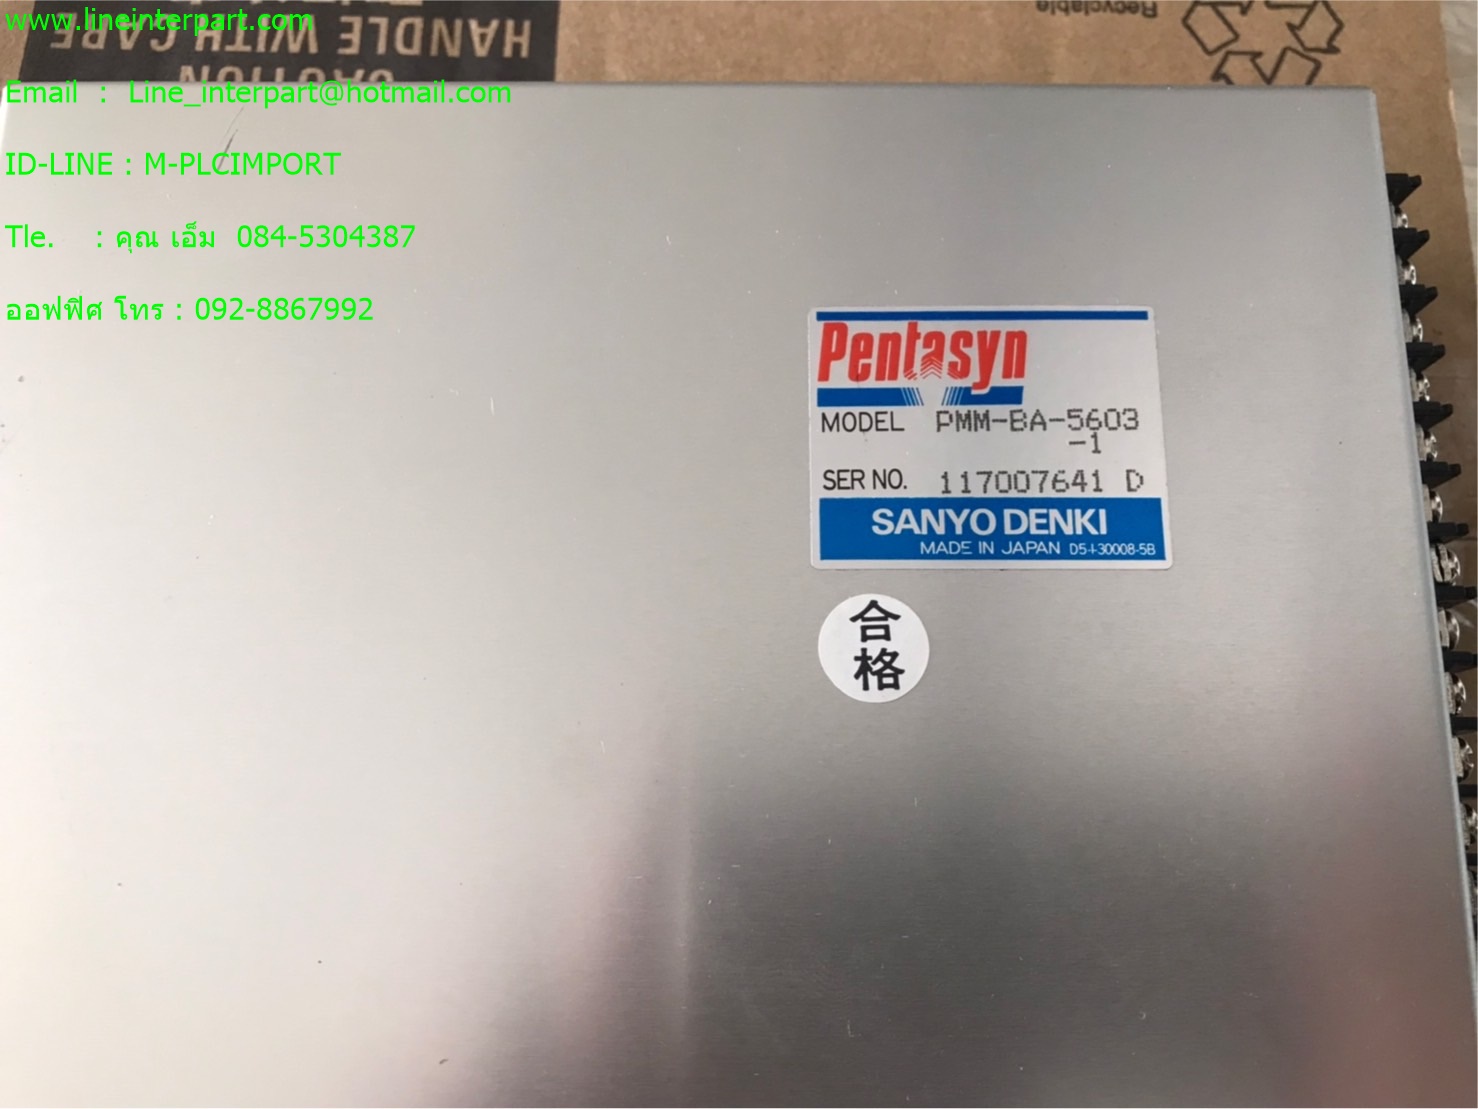 www.lineinterpart.com
HANDLE WITH CARE
CAUTION
Recyclable
Email : Line_interpart@hotmail.com
ID-LINE : M-PLCIMPORT
Tle. : คุณ เอ็ม 084-5304387
ออฟฟิศ โทร : 092-8867992
Pentasyn
MODEL PMM-BA-5603
-1
SER NO. 117007641 D
SANYO DENKI
MADE IN JAPAN D5-I-30008-5B
合
格